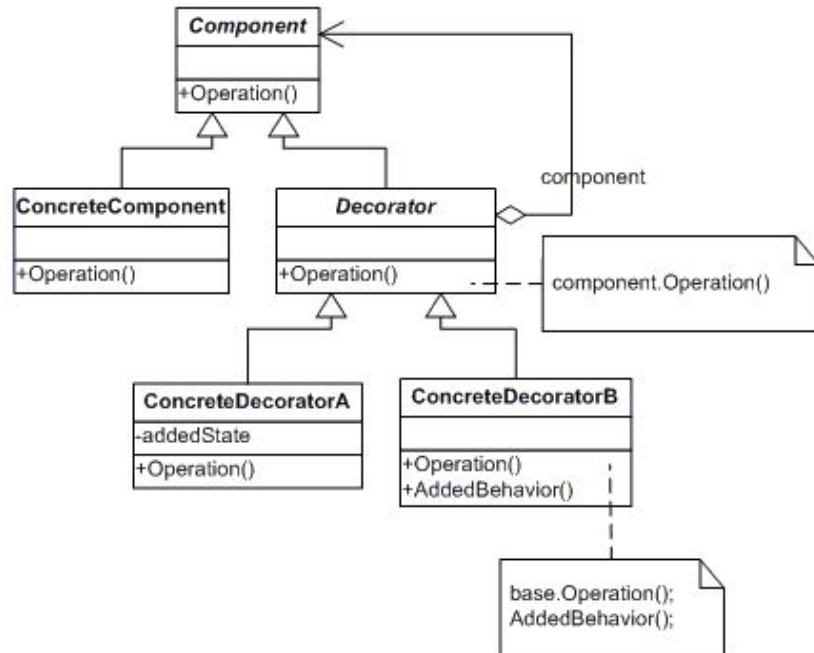 Component
+Operation()
component
ConcreteComponent
+Operation()
Decorator
+Operation()
component.Operation()
ConcreteDecoratorA
-addedState
+Operation()
ConcreteDecoratorB
+Operation()
+AddedBehavior()
base.Operation();
AddedBehavior();